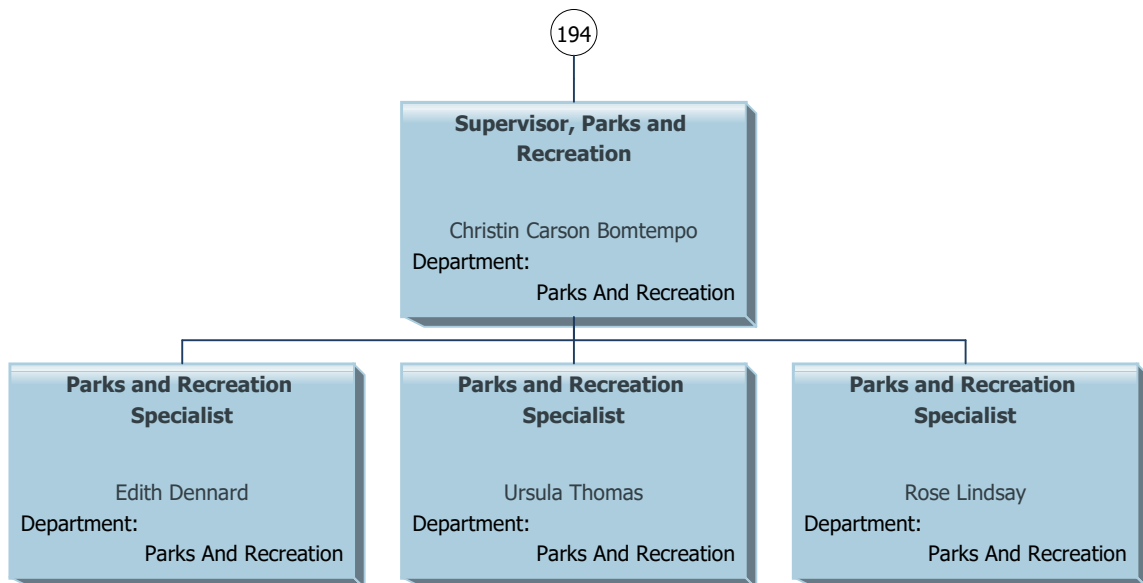 194
Supervisor, Parks and
Recreation
Christin Carson Bomtempo
Department:
Parks And Recreation
Parks and Recreation
Specialist
Edith Dennard
Department:
Parks And Recreation
Parks and Recreation
Specialist
Ursula Thomas
Department:
Parks And Recreation
Parks and Recreation
Specialist
Rose Lindsay
Department:
Parks And Recreation